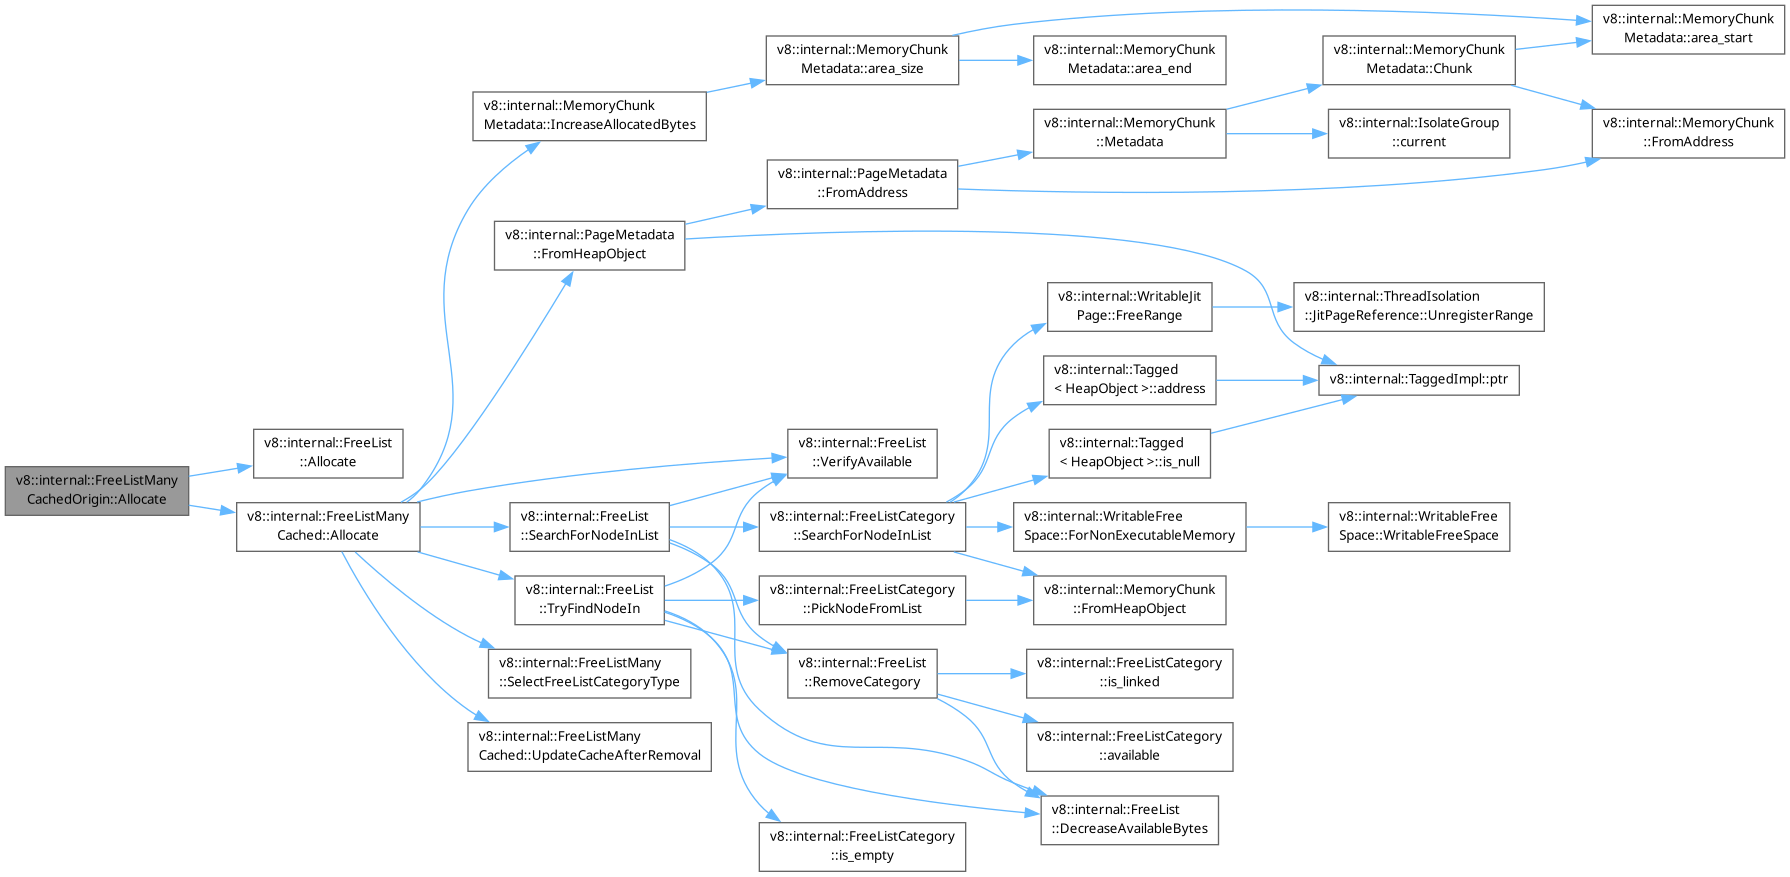 v8::internal::FreeListMany
CachedOrigin::Allocate
v8::internal::FreeList
::Allocate
v8::internal::FreeListMany
Cached::Allocate
v8::internal::MemoryChunk
Metadata::IncreaseAllocatedBytes
v8::internal::PageMetadata
::FromHeapObject
v8::internal::FreeList
::SearchForNodeInList
v8::internal::FreeList
::TryFindNodeIn
v8::internal::FreeListMany
::SelectFreeListCategoryType
v8::internal::FreeListMany
Cached::UpdateCacheAfterRemoval
v8::internal::MemoryChunk
Metadata::area_size
v8::internal::PageMetadata
::FromAddress
v8::internal::FreeList
::VerifyAvailable
v8::internal::FreeListCategory
::SearchForNodeInList
v8::internal::FreeListCategory
::PickNodeFromList
v8::internal::FreeList
::RemoveCategory
v8::internal::FreeListCategory
::is_empty
v8::internal::MemoryChunk
Metadata::area_end
v8::internal::MemoryChunk
::Metadata
v8::internal::WritableJit
Page::FreeRange
v8::internal::Tagged
< HeapObject >::address
v8::internal::Tagged
< HeapObject >::is_null
v8::internal::WritableFree
Space::ForNonExecutableMemory
v8::internal::MemoryChunk
::FromHeapObject
v8::internal::FreeListCategory
::is_linked
v8::internal::FreeListCategory
::available
v8::internal::FreeList
::DecreaseAvailableBytes
v8::internal::MemoryChunk
Metadata::Chunk
v8::internal::IsolateGroup
::current
v8::internal::ThreadIsolation
::JitPageReference::UnregisterRange
v8::internal::TaggedImpl::ptr
v8::internal::WritableFree
Space::WritableFreeSpace
v8::internal::MemoryChunk
Metadata::area_start
v8::internal::MemoryChunk
::FromAddress